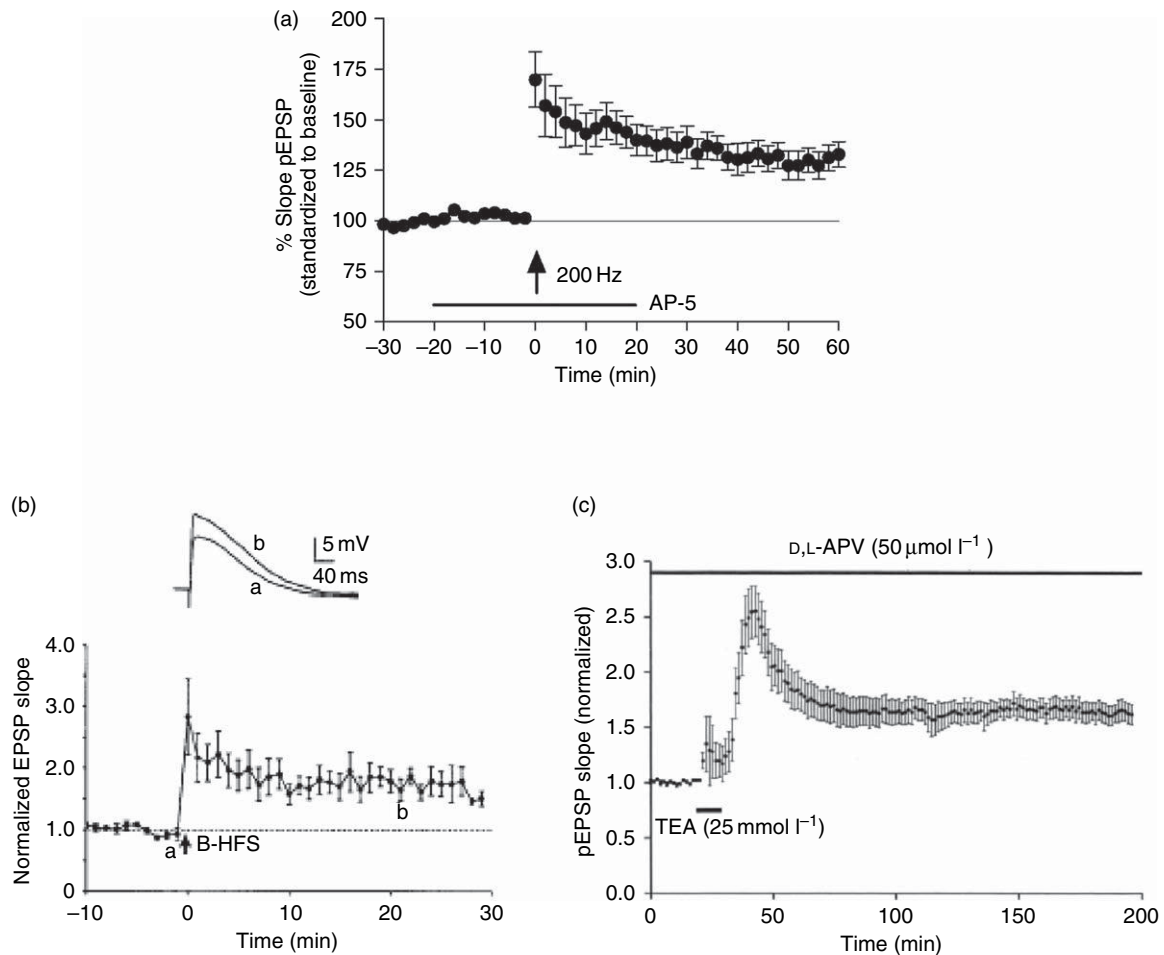 (a)
200
175
150
125
100
75
50
% Slope pEPSP
(standardized to baseline)
200 Hz
AP-5
−30 −20 −10 0 10 20 30 40 50 60
Time (min)
(b)
b
a
5 mV
40 ms
4.0
3.0
2.0
1.0
0
Normalized EPSP slope
a
B-HFS
b
−10 0 10 20 30
Time (min)
(c)
D,L-APV (50 μmol l⁻¹ )
3.0
2.5
2.0
1.5
1.0
0.5
0.0
pEPSP slope (normalized)
TEA (25 mmol l⁻¹)
0 50 100 150 200
Time (min)